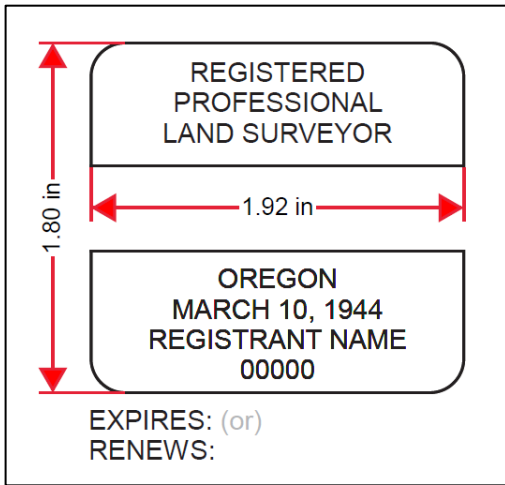 REGISTERED
PROFESSIONAL
LAND SURVEYOR
1.80 in
1.92 in
OREGON
MARCH 10, 1944
REGISTRANT NAME
00000
EXPIRES: (or)
RENEWS: